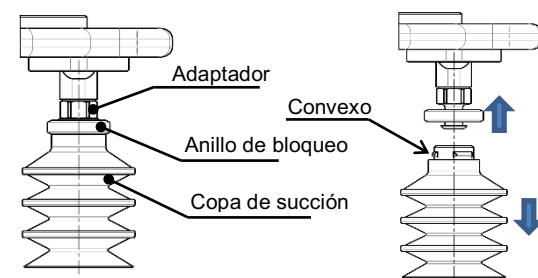 Adaptador
Convexo
Anillo de bloqueo
Copa de succión